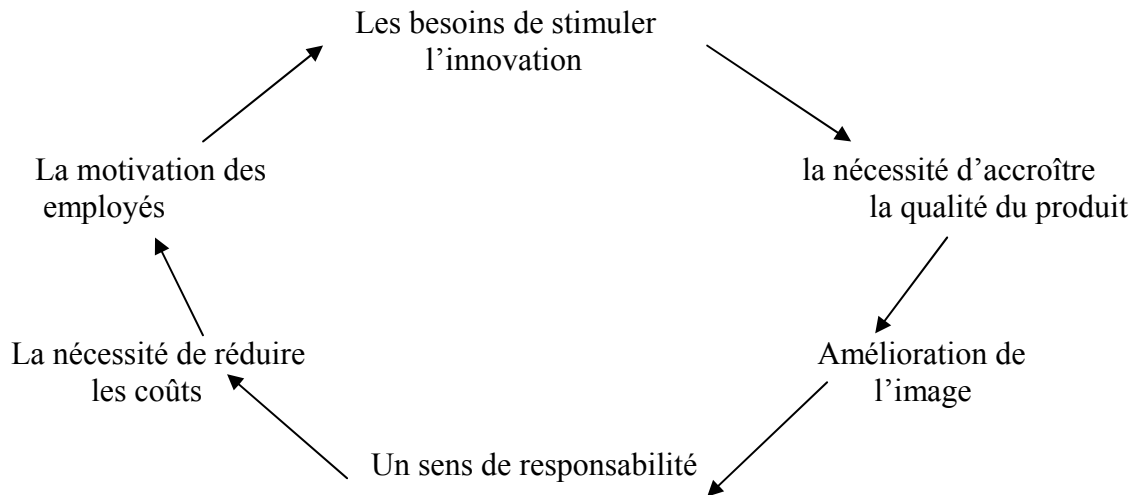 Les besoins de stimuler
l’innovation
la nécessité d’accroître
la qualité du produit
Amélioration de
l’image
Un sens de responsabilité
La nécessité de réduire
les coûts
La motivation des
employés